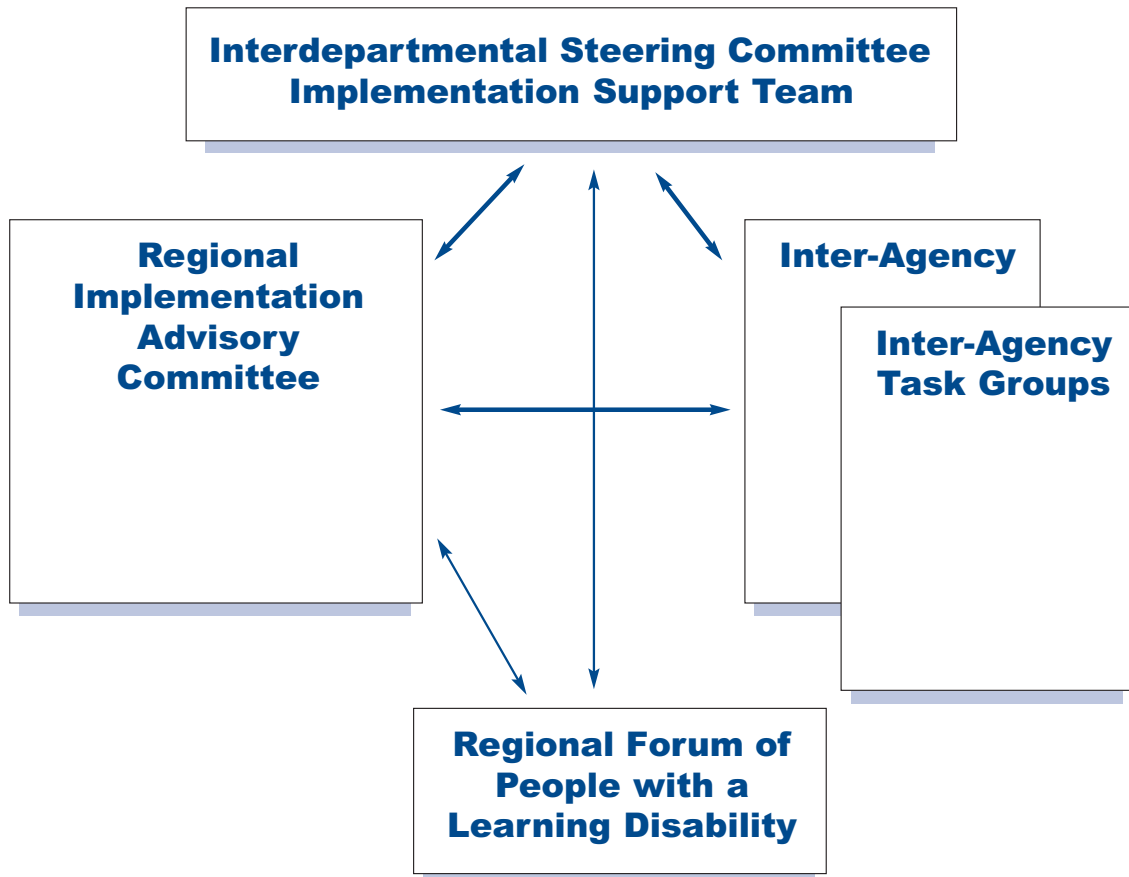 Interdepartmental Steering Committee
Implementation Support Team
Regional
Implementation
Advisory
Committee
Inter-Agency
Inter-Agency
Task Groups
Regional Forum of
People with a
Learning Disability